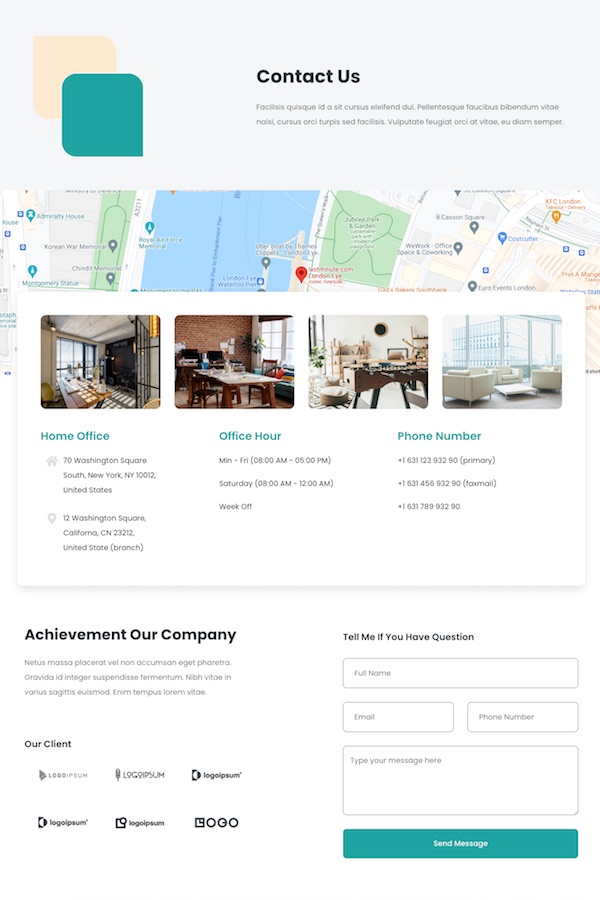 Contact Us
Facilisis quisque id a sit cursus eleifend dui. Pellentesque faucibus bibendum vitae
naisi, cursus orci turpis sed facilisis. Vulputate feugiat orci at vitae, eu diam semper.
Admiralty House
A3211
Jubilee Park
& Garden
KFC London
Takeout • Delivery
B.Casson Square
Royal Air Force
Memorial
Costcutter
Korean War Memorial
Uber Boat by Thames
Clippers - London Eye
WeWork - Office
Space & Coworking
Chindit Memorial
lastminute.com
London Eye
London Eye
Waterloo Pier
Montgomery Statue
Euro Events London
Pret A Mange
Home Office
Office Hour
Phone Number
70 Washington Square
South, New York, NY 10012,
United States
Min - Fri (08:00 AM - 05:00 PM)
+1 631 123 932 90 (primary)
Saturday (08:00 AM - 12:00 AM)
+1 631 456 932 90 (faxmail)
Week Off
+1 631 789 932 90
12 Washington Square,
Californa, CN 23212,
United State (branch)
Achievement Our Company
Netus massa placerat vel non accumsan eget pharetra.
Gravida id integer suspendisse fermentum. Nibh vitae in
varius sagittis euismod. Enim tempus lorem vitae.
Our Client
LOGOIPSUM
LOGOIPSUM
logoipsum
logoipsum
logoipsum
LOGO
Tell Me If You Have Question
Full Name
Email
Phone Number
Type your message here
Send Message